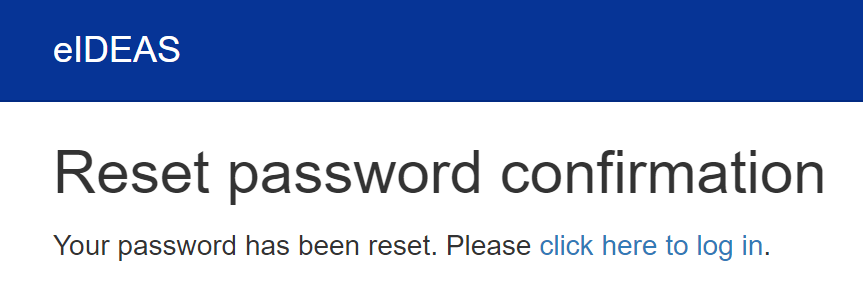 eIDEAS
Reset password confirmation
Your password has been reset. Please click here to log in.